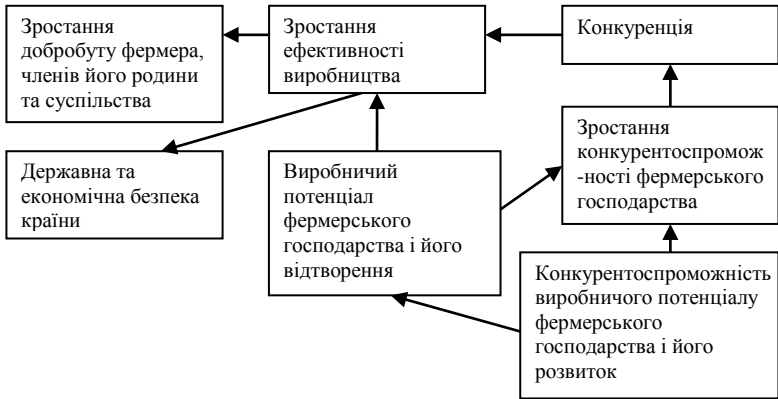 Зростання
добробуту фермера,
членів його родини
та суспільства
Зростання
ефективності
виробництва
Конкуренція
Державна та
економічна безпека
країни
Виробничий
потенціал
фермерського
господарства і його
відтворення
Зростання
конкурентоспромож
-ності фермерського
господарства
Конкурентоспроможність
виробничого потенціалу
фермерського
господарства і його
розвиток